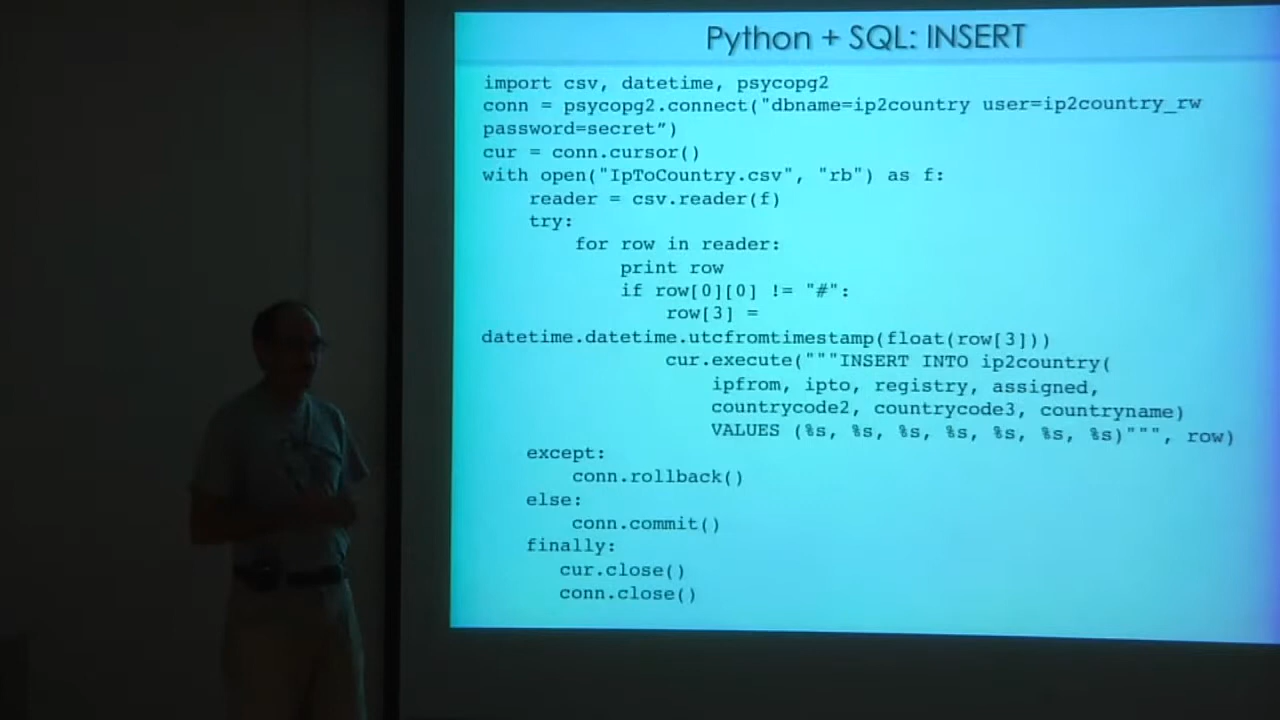 Python + SQL: INSERT
import csv, datetime, psycopg2
conn = psycopg2.connect("dbname=ip2country user=ip2country_rw
password=secret”)
cur = conn.cursor()
with open("IpToCountry.csv", "rb") as f:
    reader = csv.reader(f)
    try:
        for row in reader:
            print row
            if row[0][0] != "#":
                row[3] =
datetime.datetime.utcfromtimestamp(float(row[3]))
                cur.execute("""INSERT INTO ip2country(
                    ipfrom, ipto, registry, assigned,
                    countrycode2, countrycode3, countryname)
                    VALUES (%s, %s, %s, %s, %s, %s, %s)""", row)
    except:
        conn.rollback()
    else:
        conn.commit()
    finally:
       cur.close()
       conn.close()